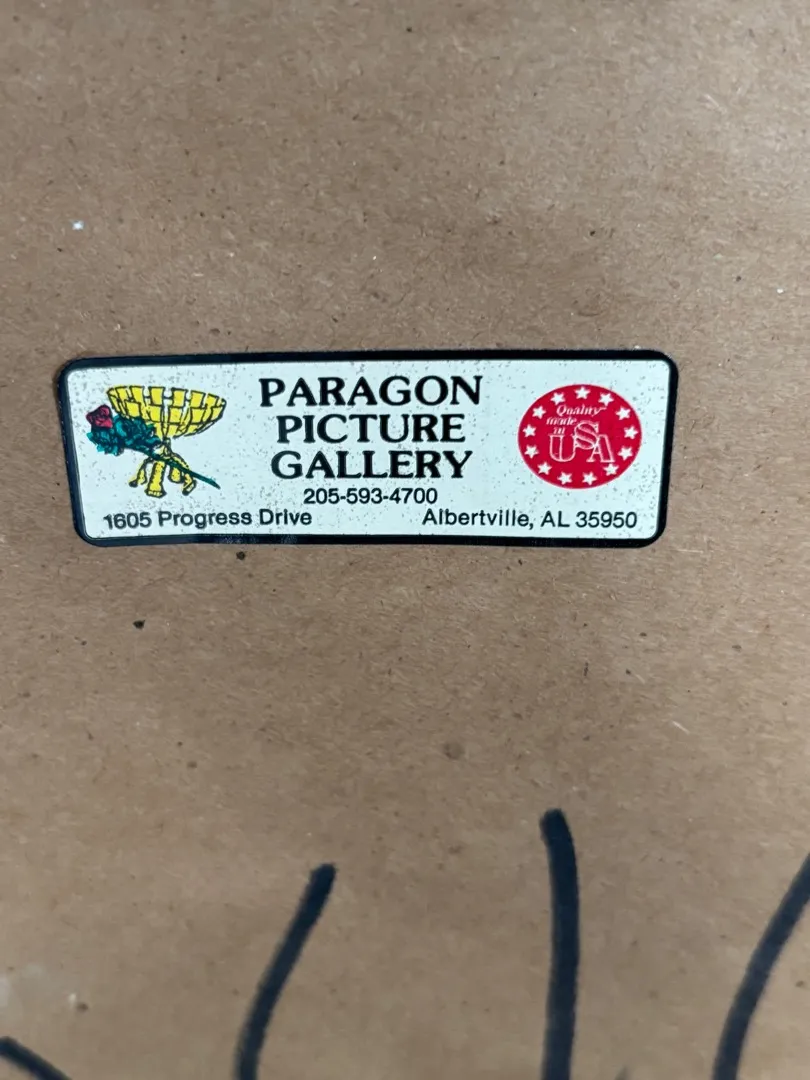 PARAGON
PICTURE
GALLERY
205-593-4700
1605 Progress Drive Albertville, AL 35950
Quality
made
in
USA